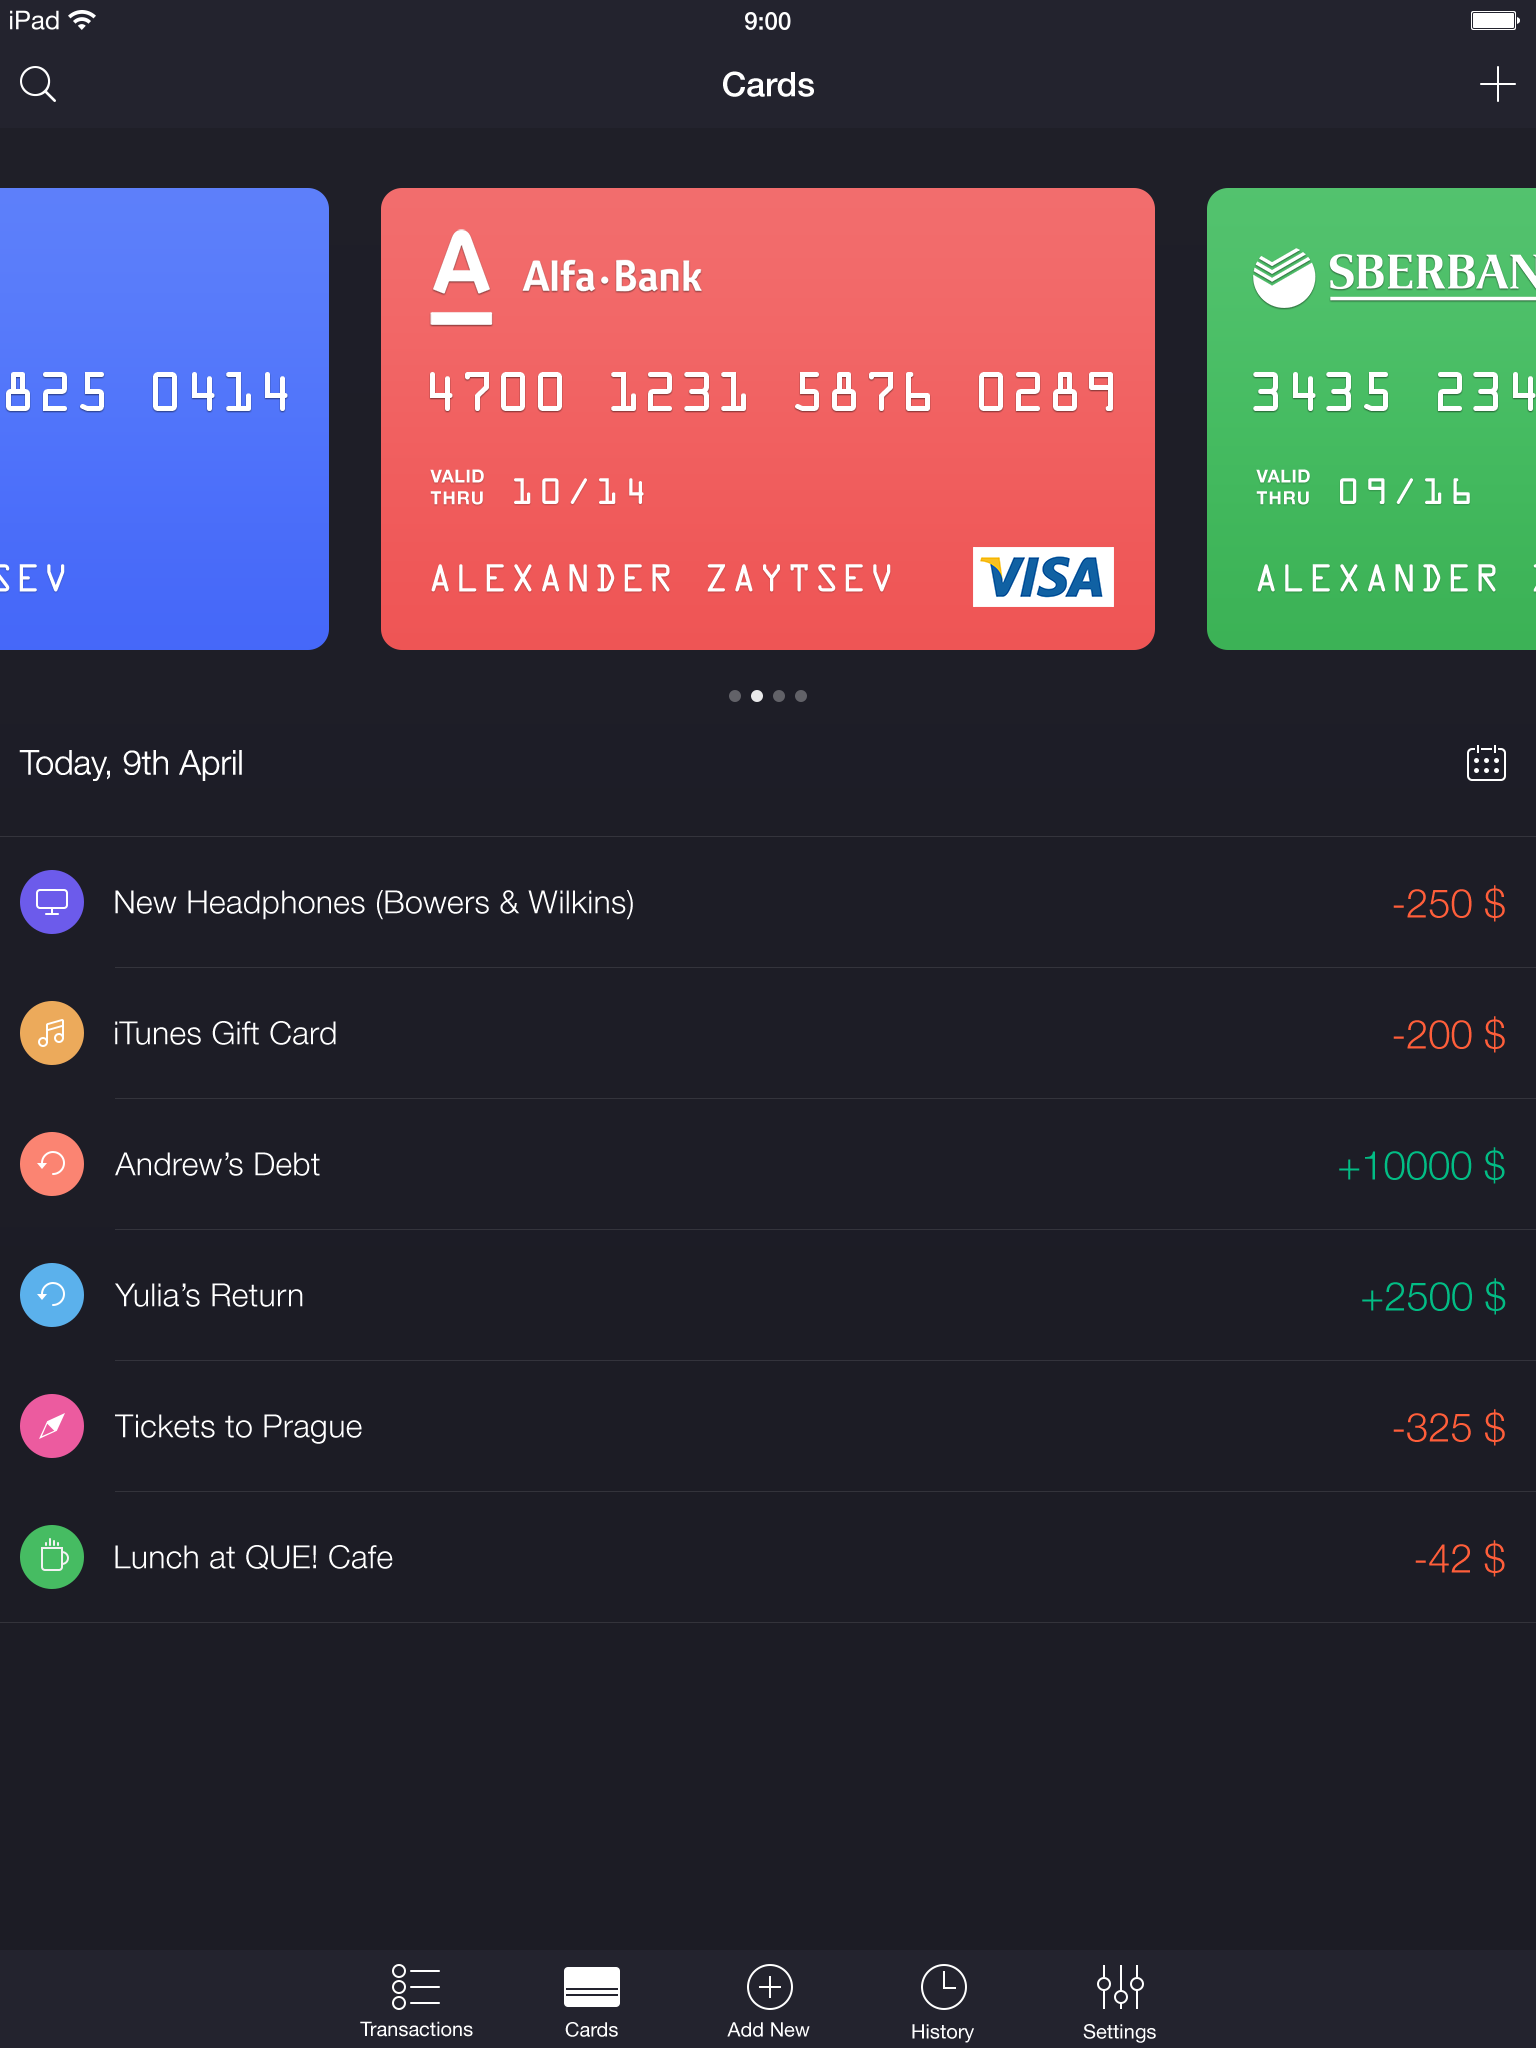 iPad
9:00
Cards
825 0414
SEV
A
Alfa·Bank
4700 1231 5876 0289
VALID THRU 10/14
ALEXANDER ZAYTSEV
VISA
SBERBAN
3435 234
VALID THRU 09/16
ALEXANDER
Today, 9th April
New Headphones (Bowers & Wilkins) -250 $
iTunes Gift Card -200 $
Andrew’s Debt +10000 $
Yulia’s Return +2500 $
Tickets to Prague -325 $
Lunch at QUE! Cafe -42 $
Transactions
Cards
Add New
History
Settings